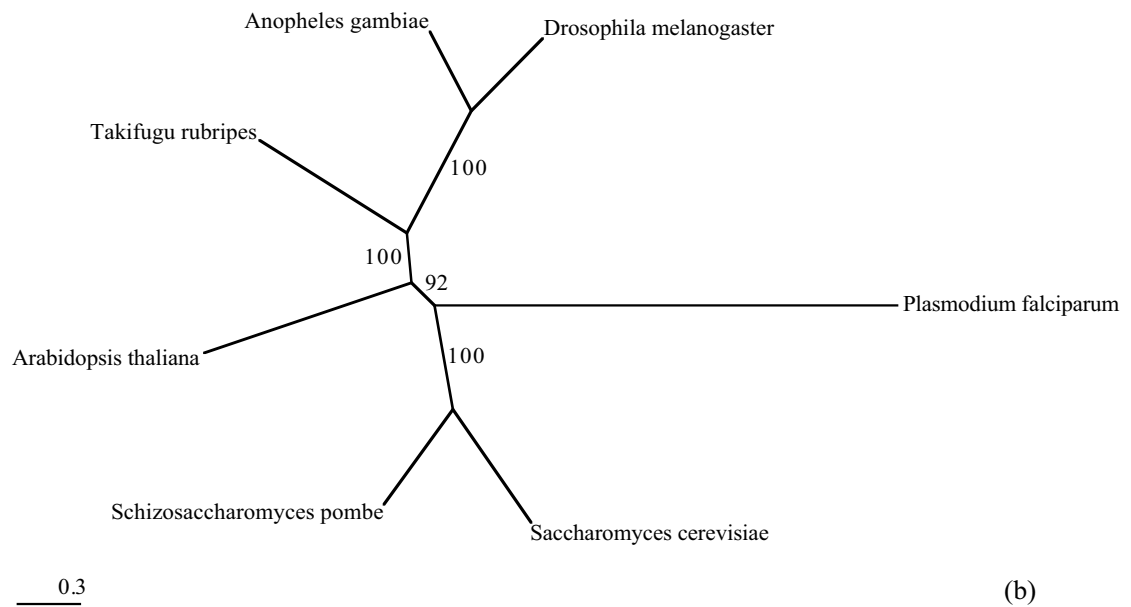 Anopheles gambiae
Drosophila melanogaster
Takifugu rubripes
100
100
92
Plasmodium falciparum
Arabidopsis thaliana
100
Schizosaccharomyces pombe
Saccharomyces cerevisiae
0.3
(b)